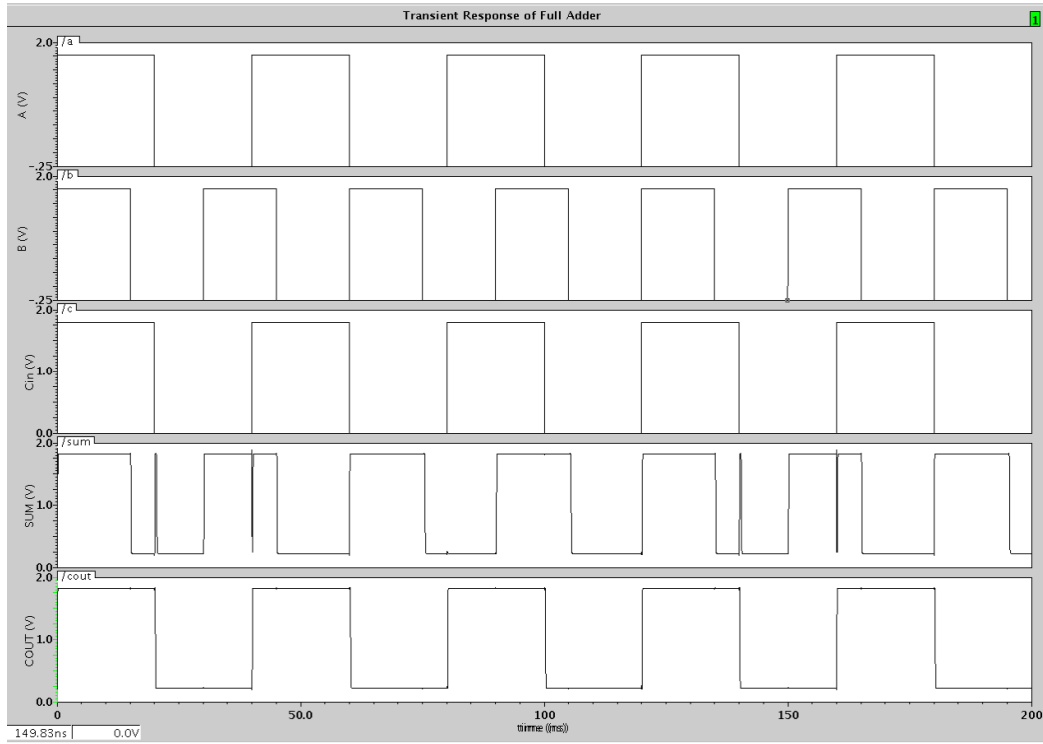 Transient Response of Full Adder
1
2.0
/a
A (V)
-.25
2.0
/b
B (V)
-.25
2.0
/c
1.0
Cin (V)
0.0
2.0
/sum
1.0
SUM (V)
0.0
2.0
/cout
1.0
COUT (V)
0.0
0 50.0 100 150 200
149.83ns 0.0V